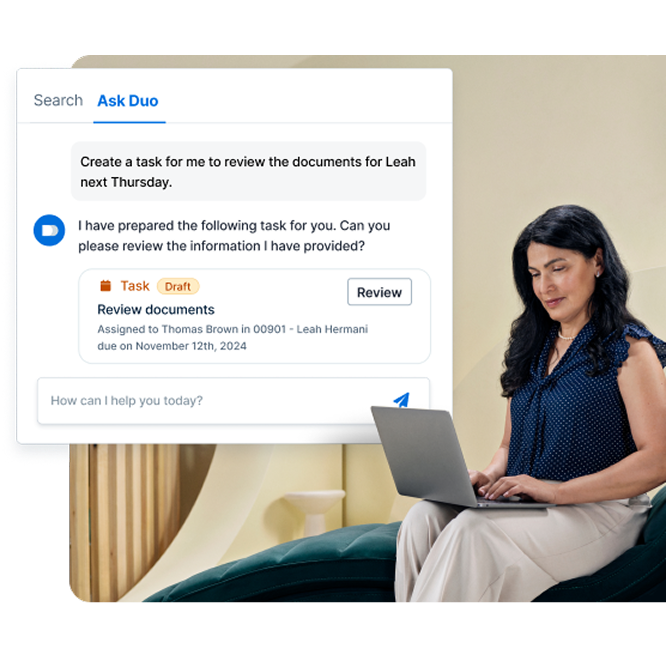 Search Ask Duo
Create a task for me to review the documents for Leah
next Thursday.
I have prepared the following task for you. Can you
please review the information I have provided?
Task Draft Review
Review documents
Assigned to Thomas Brown in 00901 - Leah Hermani
due on November 12th, 2024
How can I help you today?